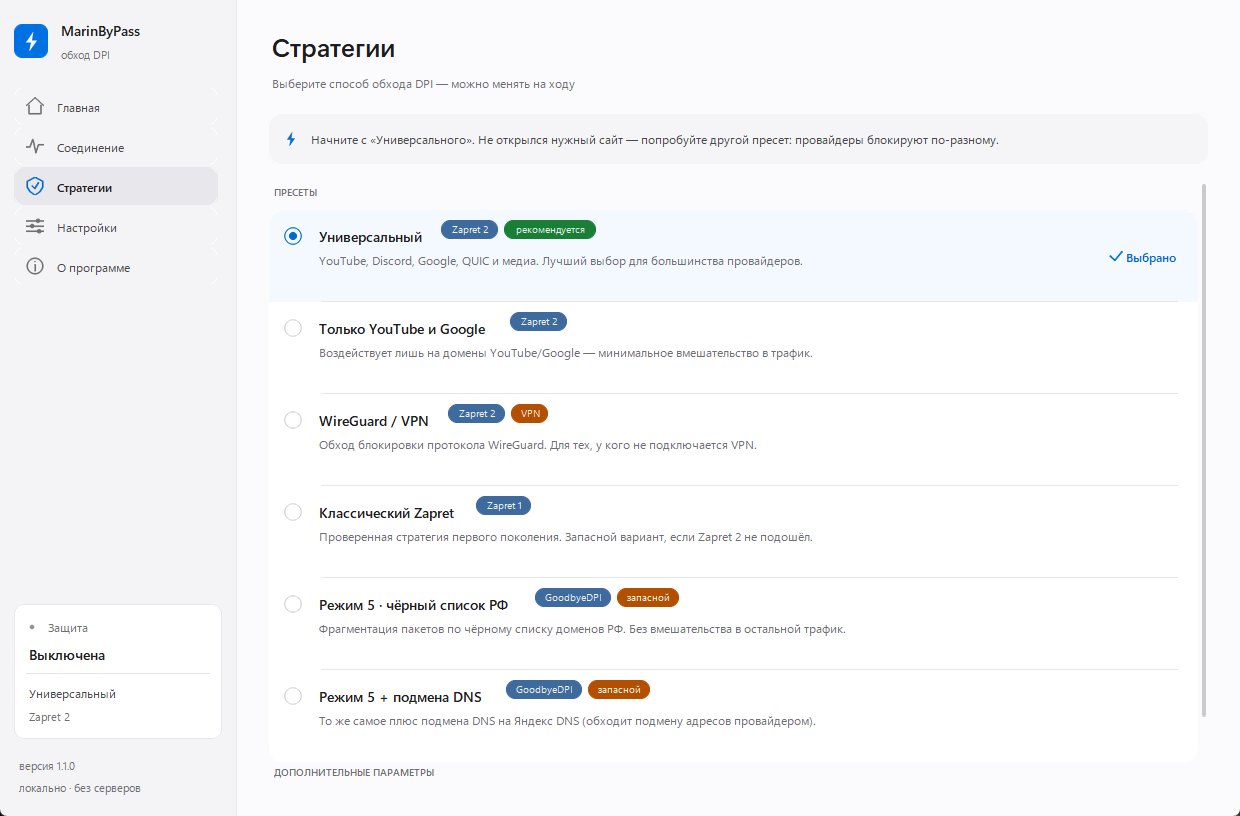 MarinByPass
обход DPI
Главная
Соединение
Стратегии
Настройки
О программе
Защита
Выключена
Универсальный
Zapret 2
версия 1.1.0
локально · без серверов
Стратегии
Выберите способ обхода DPI — можно менять на ходу
Начните с «Универсального». Не открылся нужный сайт — попробуйте другой пресет: провайдеры блокируют по-разному.
ПРЕСЕТЫ
Универсальный Zapret 2 рекомендуется
YouTube, Discord, Google, QUIC и медиа. Лучший выбор для большинства провайдеров.
Выбрано
Только YouTube и Google Zapret 2
Воздействует лишь на домены YouTube/Google — минимальное вмешательство в трафик.
WireGuard / VPN Zapret 2 VPN
Обход блокировки протокола WireGuard. Для тех, у кого не подключается VPN.
Классический Zapret Zapret 1
Проверенная стратегия первого поколения. Запасной вариант, если Zapret 2 не подошёл.
Режим 5 · чёрный список РФ GoodbyeDPI запасной
Фрагментация пакетов по чёрному списку доменов РФ. Без вмешательства в остальной трафик.
Режим 5 + подмена DNS GoodbyeDPI запасной
То же самое плюс подмена DNS на Яндекс DNS (обходит подмену адресов провайдером).
ДОПОЛНИТЕЛЬНЫЕ ПАРАМЕТРЫ